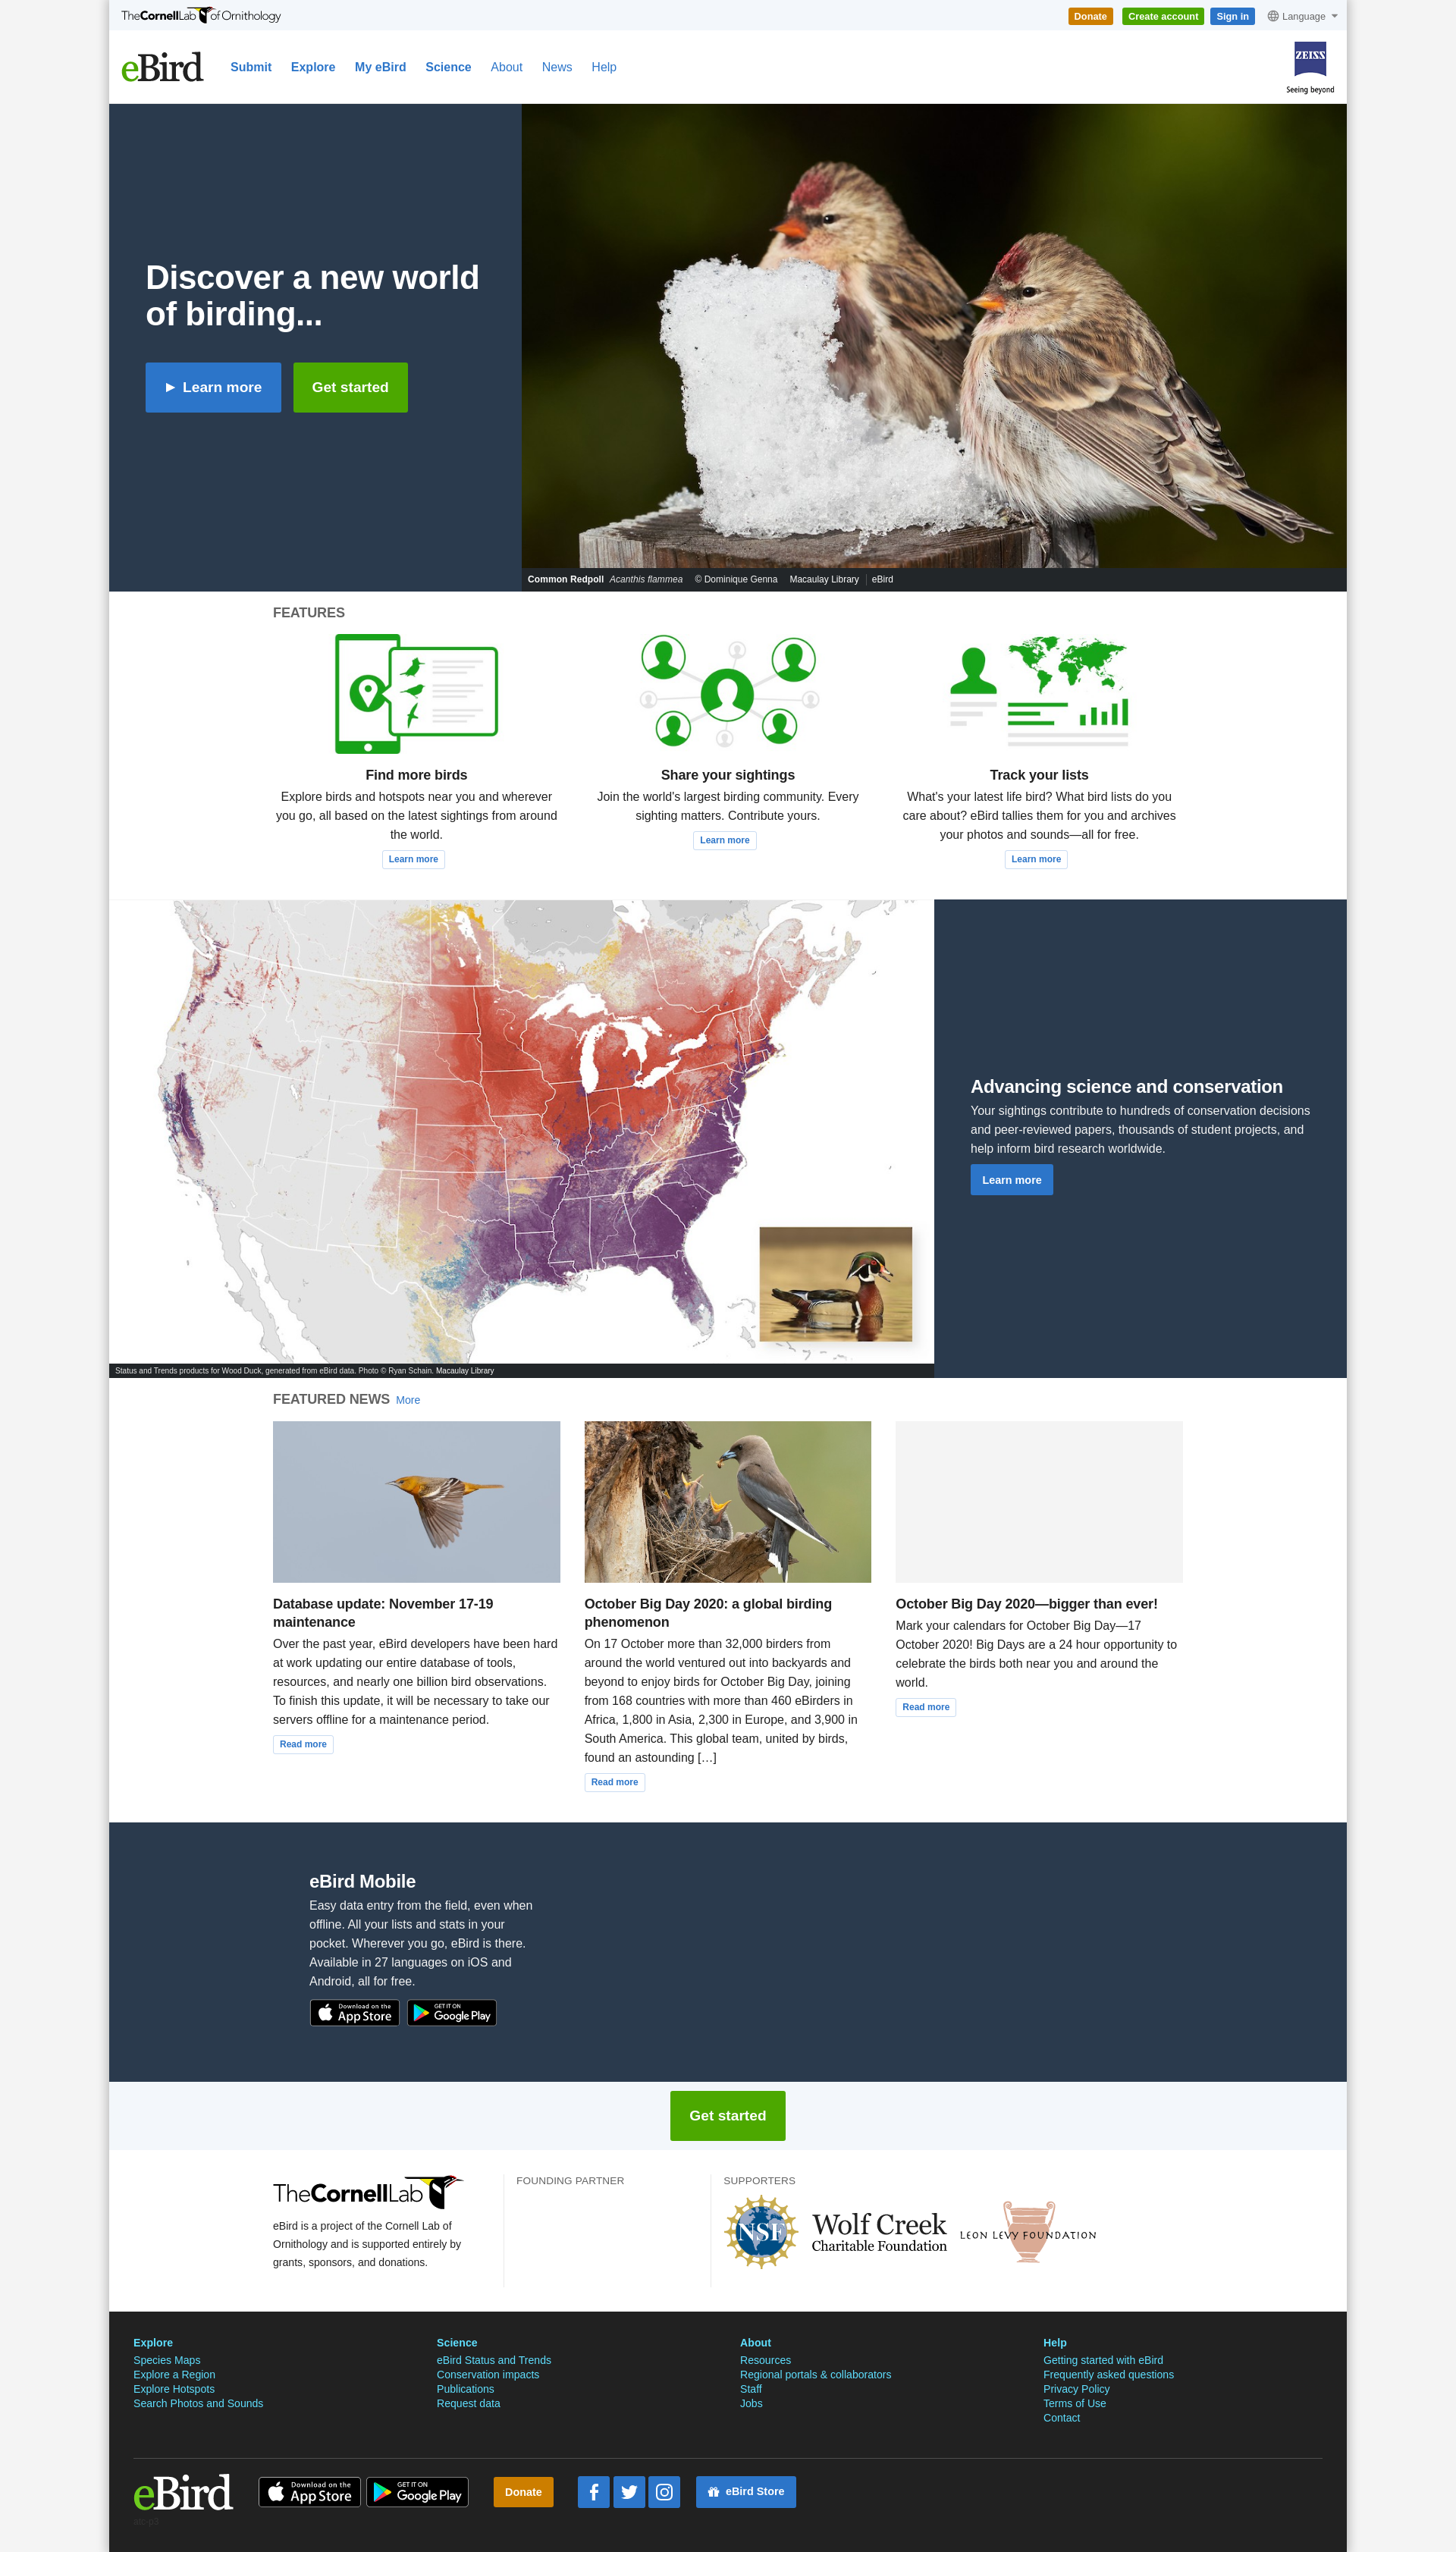 TheCornellLab of Ornithology
Donate
Create account
Sign in
Language
eBird
Submit
Explore
My eBird
Science
About
News
Help
ZEISS
Seeing beyond
Discover a new world
of birding...
Learn more
Get started
Common Redpoll Acanthis flammea © Dominique Genna Macaulay Library eBird
FEATURES
Find more birds
Explore birds and hotspots near you and wherever
you go, all based on the latest sightings from around
the world.
Learn more
Share your sightings
Join the world's largest birding community. Every
sighting matters. Contribute yours.
Learn more
Track your lists
What's your latest life bird? What bird lists do you
care about? eBird tallies them for you and archives
your photos and sounds—all for free.
Learn more
Advancing science and conservation
Your sightings contribute to hundreds of conservation decisions
and peer-reviewed papers, thousands of student projects, and
help inform bird research worldwide.
Learn more
Status and Trends products for Wood Duck, generated from eBird data. Photo © Ryan Schain. Macaulay Library
FEATURED NEWS More
Database update: November 17-19
maintenance
Over the past year, eBird developers have been hard
at work updating our entire database of tools,
resources, and nearly one billion bird observations.
To finish this update, it will be necessary to take our
servers offline for a maintenance period.
Read more
October Big Day 2020: a global birding
phenomenon
On 17 October more than 32,000 birders from
around the world ventured out into backyards and
beyond to enjoy birds for October Big Day, joining
from 168 countries with more than 460 eBirders in
Africa, 1,800 in Asia, 2,300 in Europe, and 3,900 in
South America. This global team, united by birds,
found an astounding […]
Read more
October Big Day 2020—bigger than ever!
Mark your calendars for October Big Day—17
October 2020! Big Days are a 24 hour opportunity to
celebrate the birds both near you and around the
world.
Read more
eBird Mobile
Easy data entry from the field, even when
offline. All your lists and stats in your
pocket. Wherever you go, eBird is there.
Available in 27 languages on iOS and
Android, all for free.
Download on the
App Store
GET IT ON
Google Play
Get started
TheCornellLab
eBird is a project of the Cornell Lab of
Ornithology and is supported entirely by
grants, sponsors, and donations.
FOUNDING PARTNER
SUPPORTERS
NSF
Wolf Creek
Charitable Foundation
LEON LEVY FOUNDATION
Explore
Species Maps
Explore a Region
Explore Hotspots
Search Photos and Sounds
Science
eBird Status and Trends
Conservation impacts
Publications
Request data
About
Resources
Regional portals & collaborators
Staff
Jobs
Help
Getting started with eBird
Frequently asked questions
Privacy Policy
Terms of Use
Contact
eBird
Download on the
App Store
GET IT ON
Google Play
Donate
eBird Store